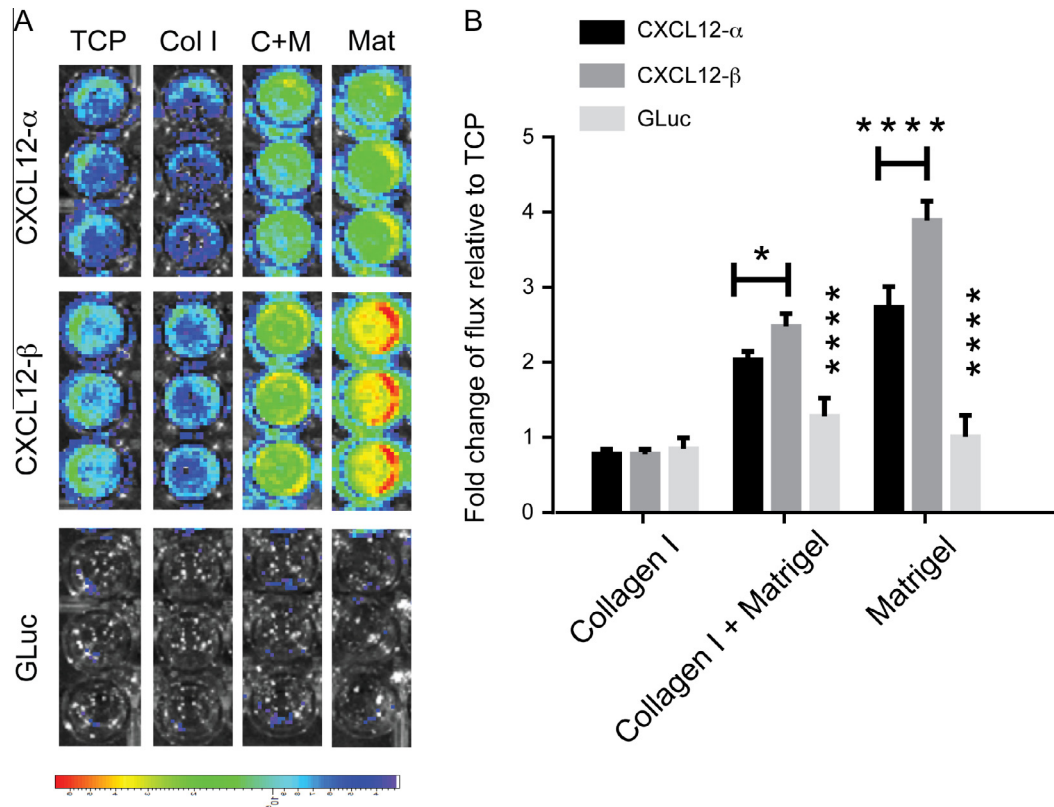 A
TCP Col I C+M Mat
CXCL12-α
CXCL12-β
GLuc
B
CXCL12-α
CXCL12-β
GLuc
Fold change of flux relative to TCP
5
4
3
2
1
0
*
* * * *
* * * *
* * * *
Collagen I
Collagen I + Matrigel
Matrigel